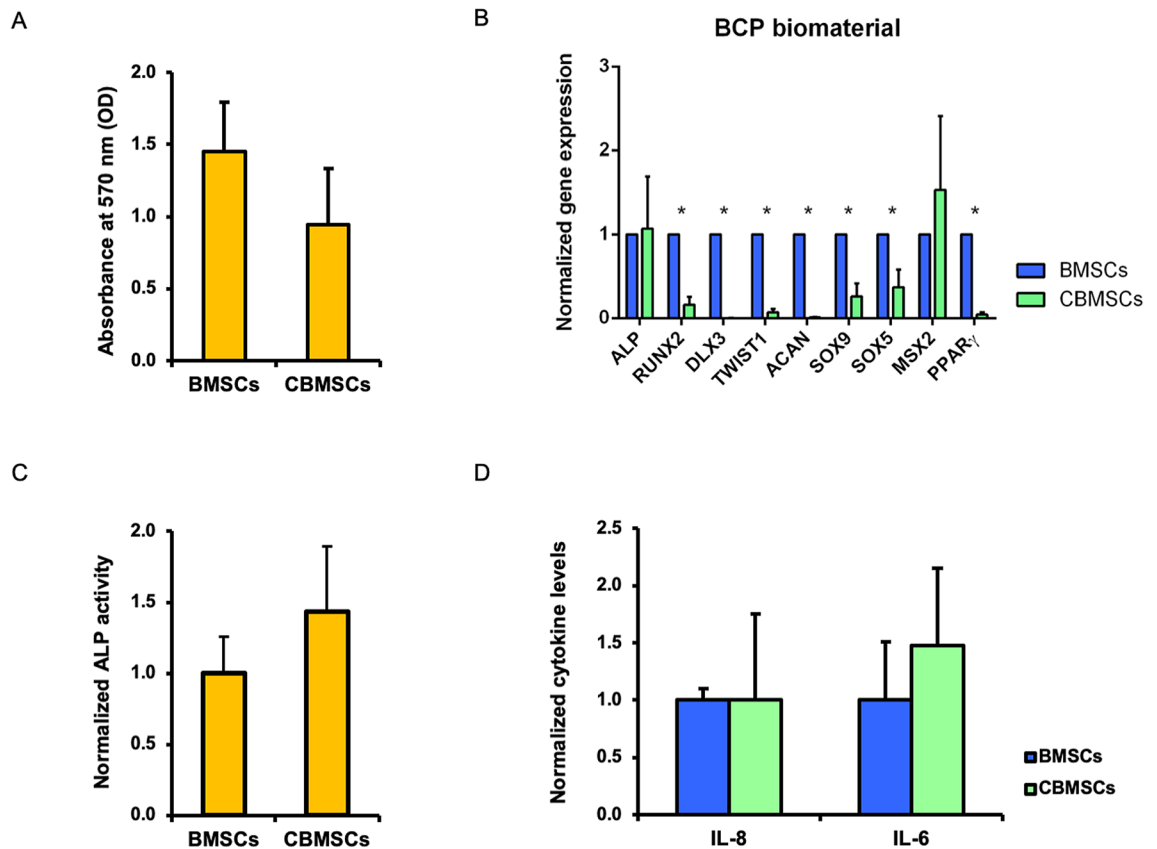 A
Absorbance at 570 nm (OD)
2.0
1.5
1.0
0.5
0.0
BMSCs CBMSCs
B
BCP biomaterial
Normalized gene expression
3
2
1
0
* * * * * * *
ALP RUNX2 DLX3 TWIST1 ACAN SOX9 SOX5 MSX2 PPARγ
BMSCs
CBMSCs
C
Normalized ALP activity
2.0
1.5
1.0
0.5
0.0
BMSCs CBMSCs
D
Normalized cytokine levels
2.5
2.0
1.5
1.0
0.5
0.0
IL-8 IL-6
BMSCs
CBMSCs